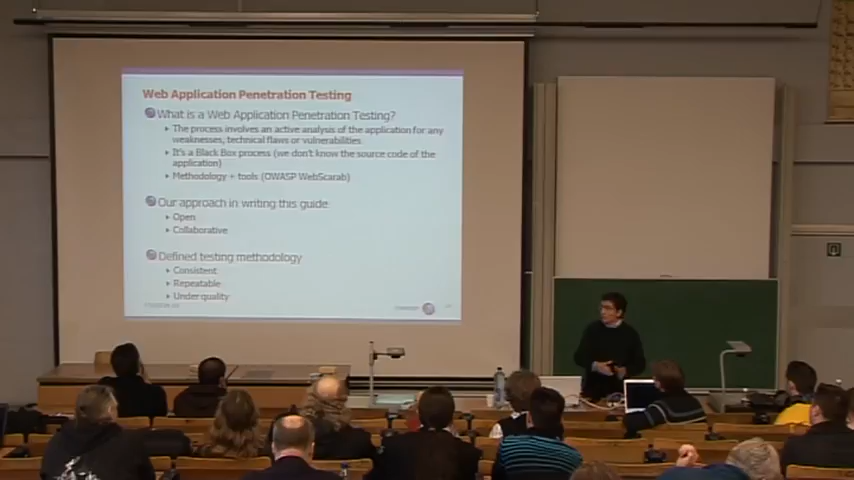 Web Application Penetration Testing
What is a Web Application Penetration Testing?
The process involves an active analysis of the application for any
weaknesses, technical flaws or vulnerabilities
It's a Black Box process (we don't know the source code of the
application)
Methodology + tools (OWASP WebScarab)
Our approach in writing this guide:
Open
Collaborative
Defined testing methodology
Consistent
Repeatable
Under quality